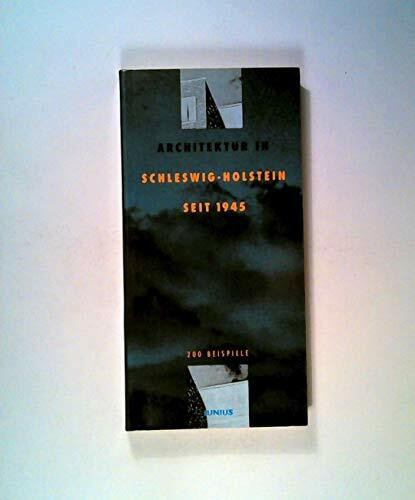 ARCHITEKTUR IN
SCHLESWIG-HOLSTEIN
SEIT 1945
200 BEISPIELE
JUNIUS